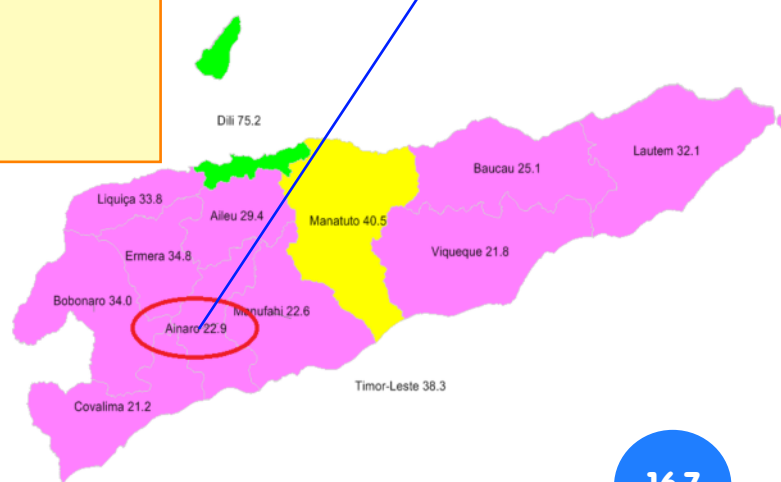 Dili 75.2
Lautem 32.1
Baucau 25.1
Liquiça 33.8
Aileu 29.4
Manatuto 40.5
Viqueque 21.8
Ermera 34.8
Bobonaro 34.0
Manufahi 22.6
Ainaro 22.9
Timor-Leste 38.3
Covalima 21.2
16.7